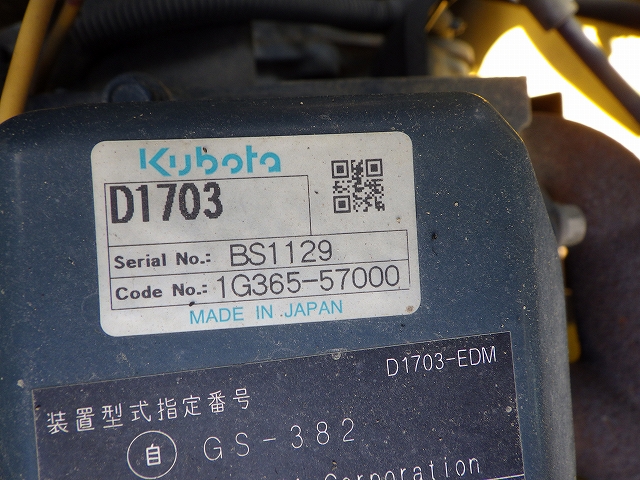 Kubota
D1703
Serial No.: BS1129
Code No.: 1G365-57000
MADE IN JAPAN
D1703-EDM
装置型式指定番号
自 GS-382
Corporation